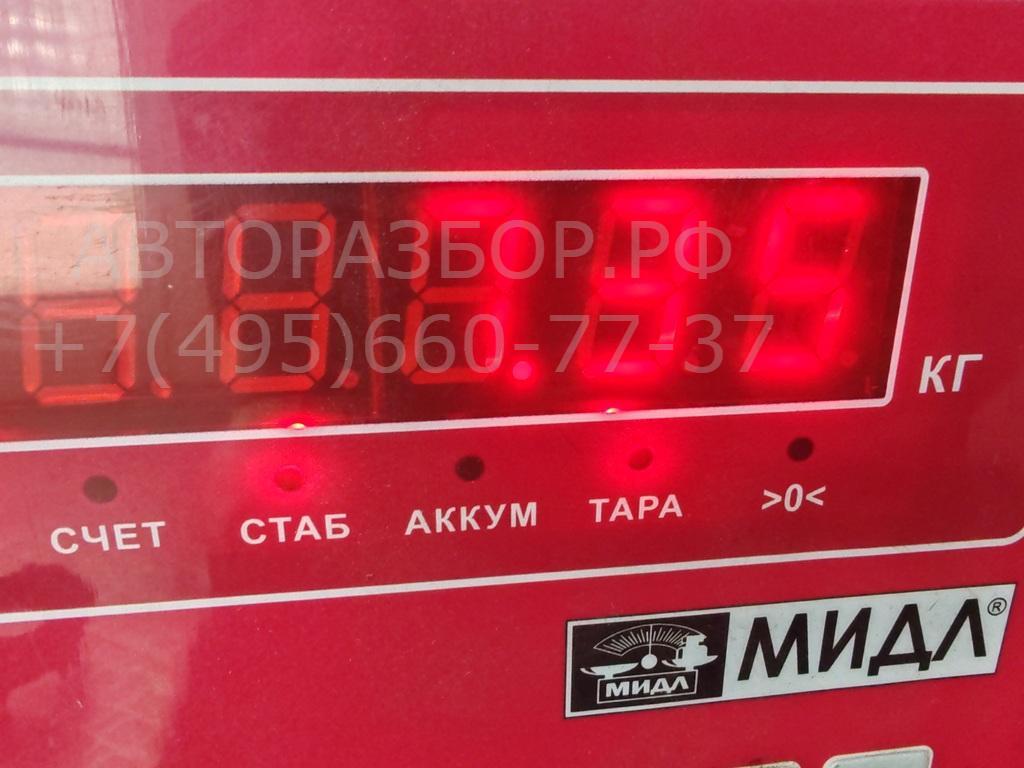 АВТОРАЗБОР.РФ
+7(495)660-77-37
КГ
СЧЕТ СТАБ АККУМ ТАРА >0<
МИДЛ МИДЛ®